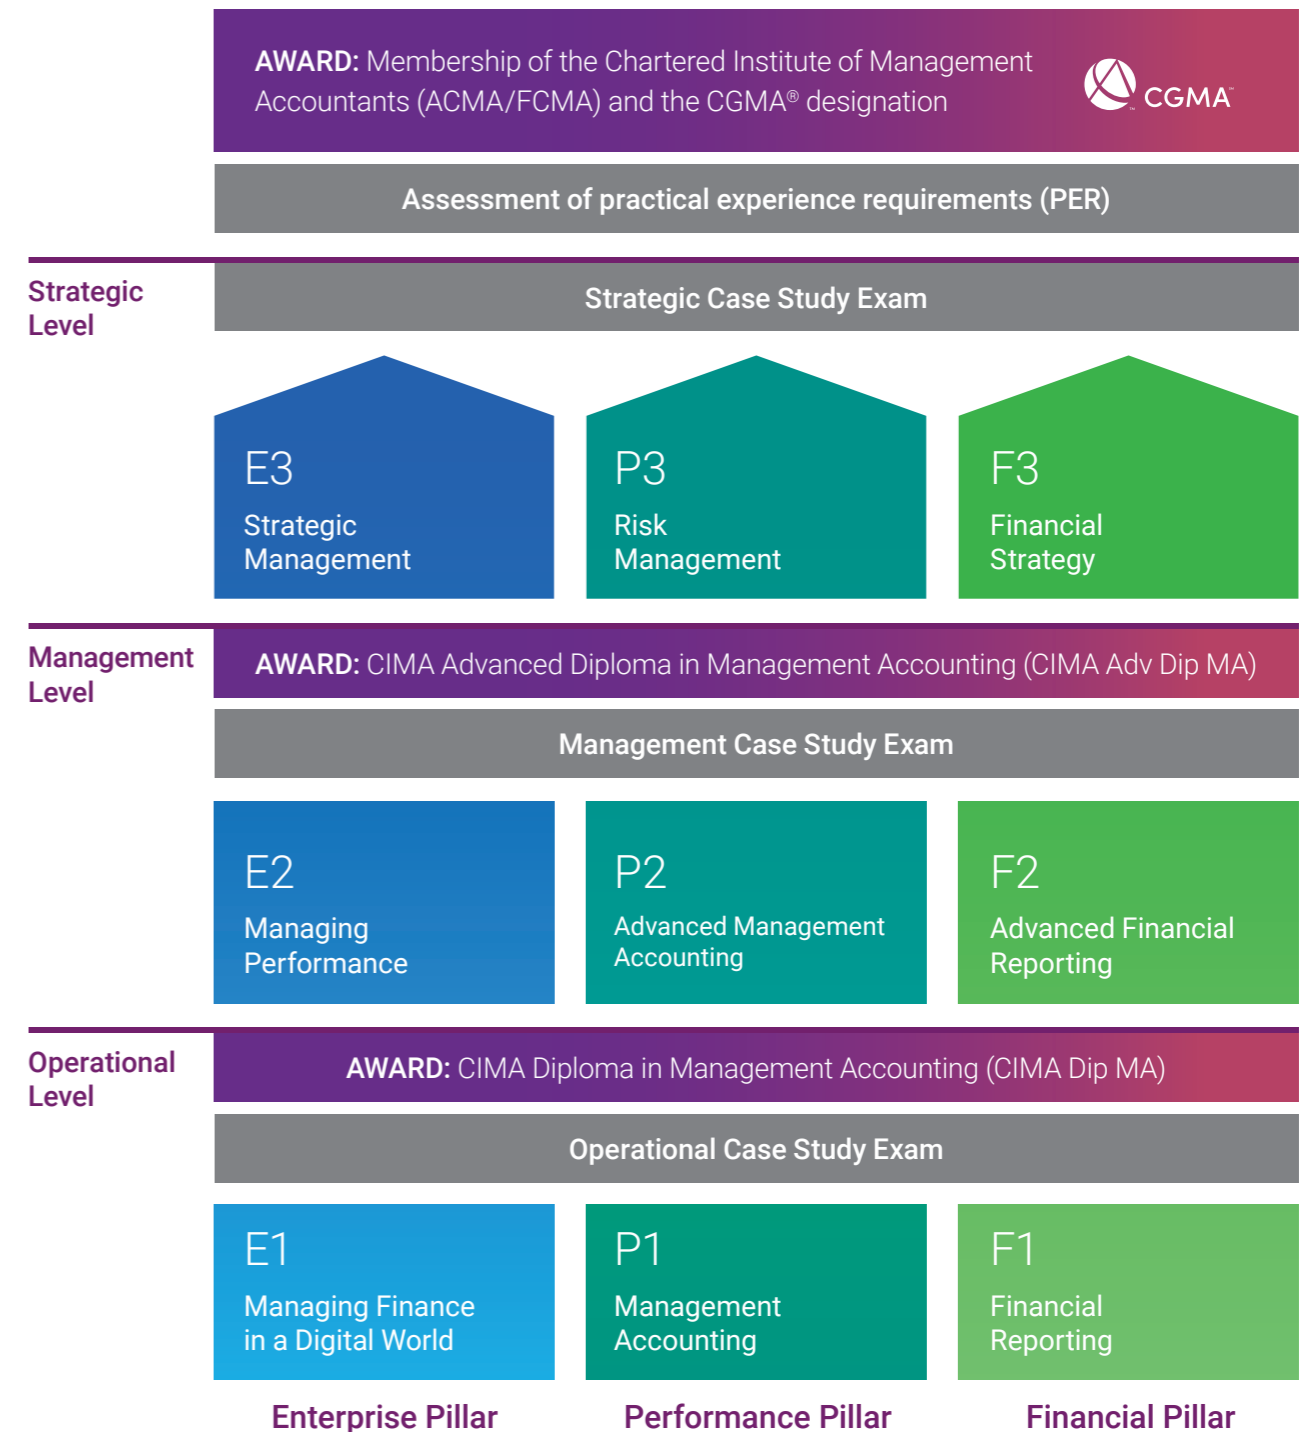 AWARD: Membership of the Chartered Institute of Management
Accountants (ACMA/FCMA) and the CGMA® designation
CGMA™
Assessment of practical experience requirements (PER)
Strategic
Level
Strategic Case Study Exam
E3
Strategic
Management
P3
Risk
Management
F3
Financial
Strategy
Management
Level
AWARD: CIMA Advanced Diploma in Management Accounting (CIMA Adv Dip MA)
Management Case Study Exam
E2
Managing
Performance
P2
Advanced Management
Accounting
F2
Advanced Financial
Reporting
Operational
Level
AWARD: CIMA Diploma in Management Accounting (CIMA Dip MA)
Operational Case Study Exam
E1
Managing Finance
in a Digital World
P1
Management
Accounting
F1
Financial
Reporting
Enterprise Pillar
Performance Pillar
Financial Pillar